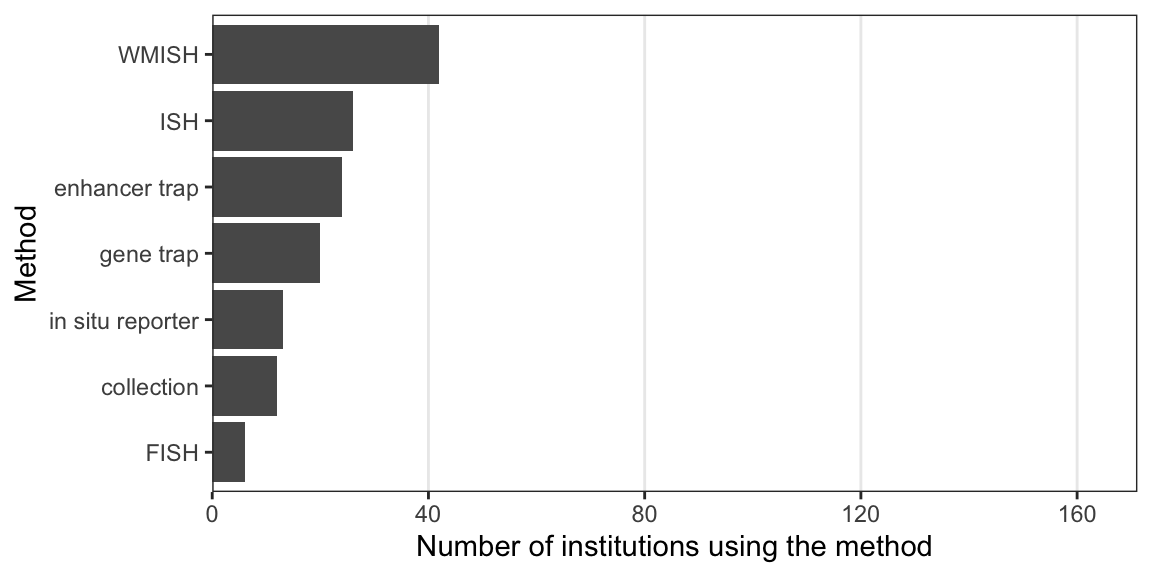 Method
WMISH
ISH
enhancer trap
gene trap
in situ reporter
collection
FISH
0 40 80 120 160
Number of institutions using the method